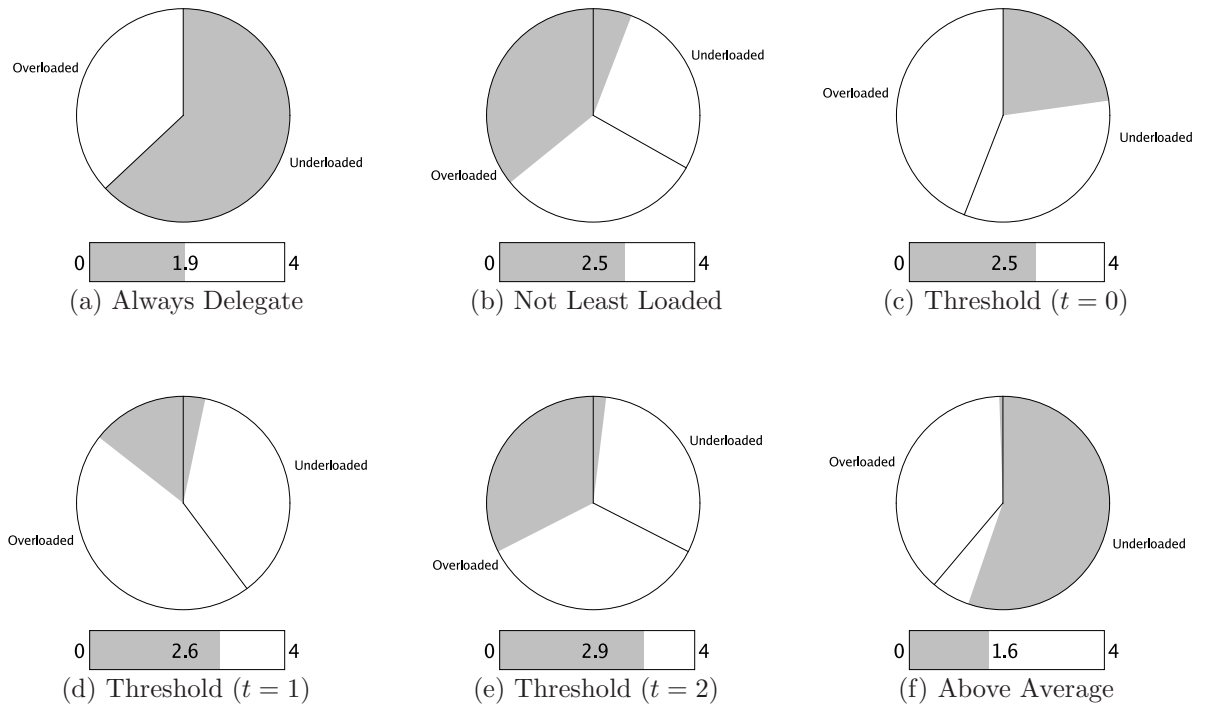 Overloaded
Underloaded
0 1.9 4
(a) Always Delegate
Underloaded
Overloaded
0 2.5 4
(b) Not Least Loaded
Overloaded
Underloaded
0 2.5 4
(c) Threshold (t = 0)
Underloaded
Overloaded
0 2.6 4
(d) Threshold (t = 1)
Underloaded
Overloaded
0 2.9 4
(e) Threshold (t = 2)
Overloaded
Underloaded
0 1.6 4
(f) Above Average